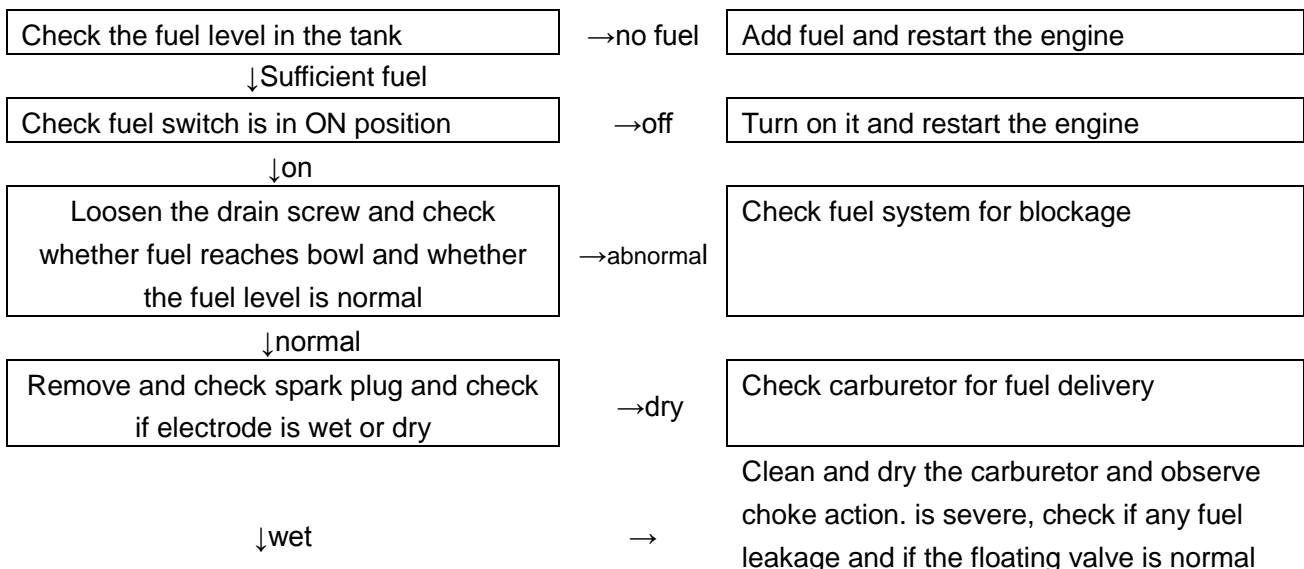 Check the fuel level in the tank →no fuel Add fuel and restart the engine
↓Sufficient fuel
Check fuel switch is in ON position →off Turn on it and restart the engine
↓on
Loosen the drain screw and check
whether fuel reaches bowl and whether
the fuel level is normal
→abnormal
Check fuel system for blockage
↓normal
Remove and check spark plug and check
if electrode is wet or dry
→dry
Check carburetor for fuel delivery
↓wet
→
Clean and dry the carburetor and observe
choke action. is severe, check if any fuel
leakage and if the floating valve is normal